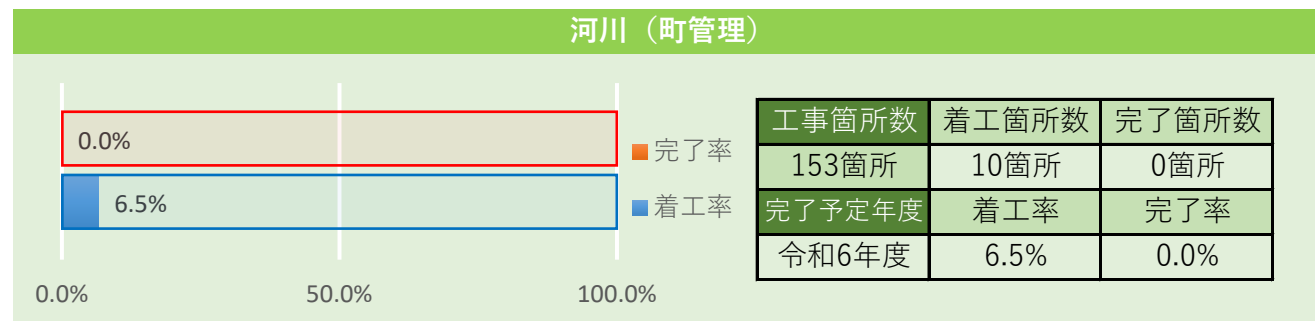 河川（町管理）
0.0%
6.5%
0.0%
50.0%
100.0%
完了率
着工率
工事箇所数 着工箇所数 完了箇所数
153箇所 10箇所 0箇所
完了予定年度 着工率 完了率
令和6年度 6.5% 0.0%